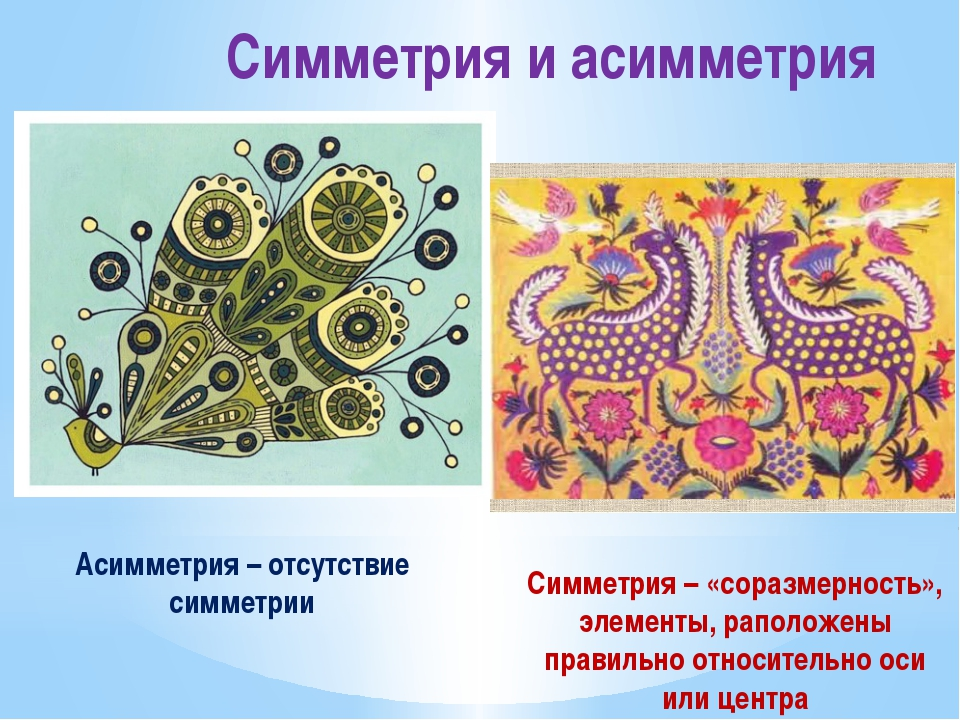 Симметрия и асимметрия
Асимметрия – отсутствие
симметрии
Симметрия – «соразмерность»,
элементы, раположены
правильно относительно оси
или центра